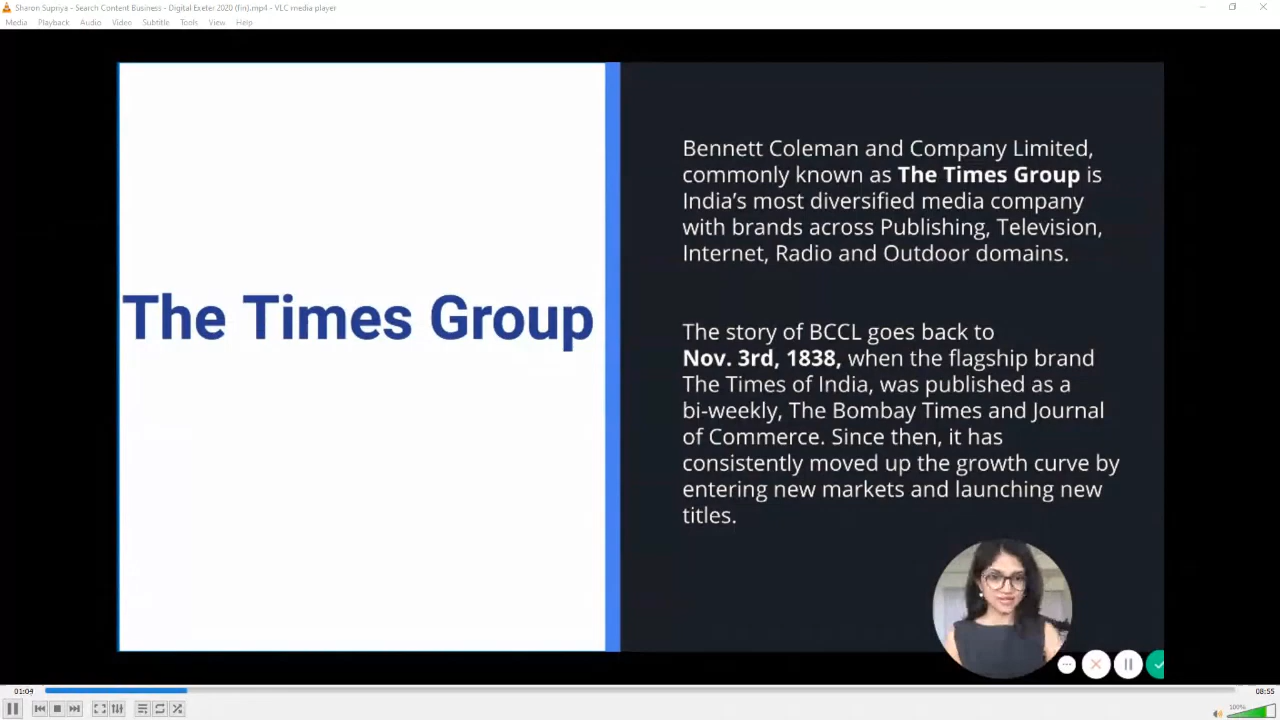 Sharon Supriya - Search Content Business - Digital Exeter 2020 (fin).mp4 - VLC media player
Media Playback Audio Video Subtitle Tools View Help
The Times Group
Bennett Coleman and Company Limited,
commonly known as The Times Group is
India's most diversified media company
with brands across Publishing, Television,
Internet, Radio and Outdoor domains.
The story of BCCL goes back to
Nov. 3rd, 1838, when the flagship brand
The Times of India, was published as a
bi-weekly, The Bombay Times and Journal
of Commerce. Since then, it has
consistently moved up the growth curve by
entering new markets and launching new
titles.
08:55
100%